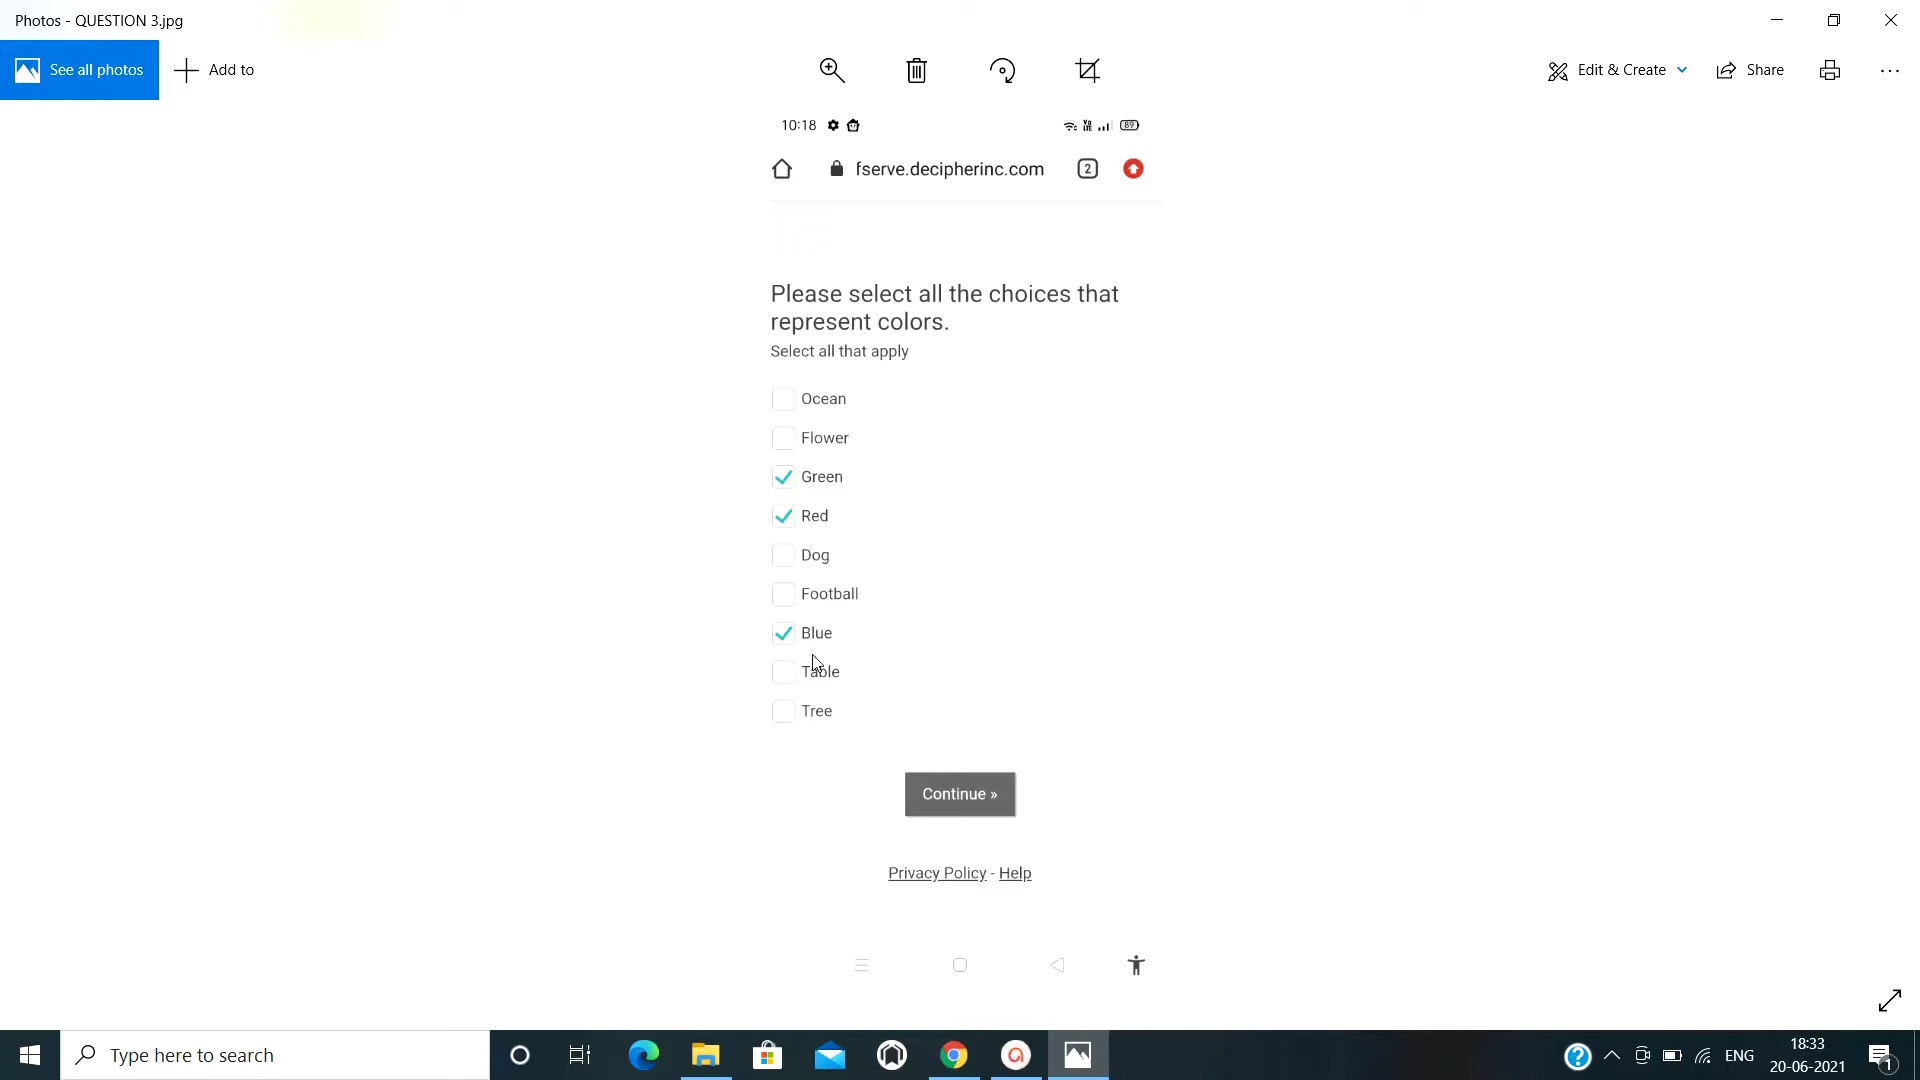 Photos - QUESTION 3.jpg
See all photos
Add to
Edit & Create
Share
10:18
89
fserve.decipherinc.com
2
Please select all the choices that
represent colors.
Select all that apply
Ocean
Flower
Green
Red
Dog
Football
Blue
Table
Tree
Continue »
Privacy Policy - Help
Type here to search
ENG
18:33
20-06-2021
1